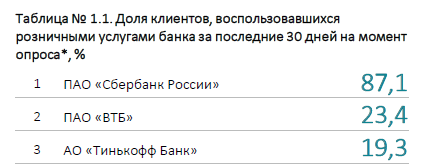 Таблица № 1.1. Доля клиентов, воспользовавшихся
розничными услугами банка за последние 30 дней на момент
опроса*, %
1 ПАО «Сбербанк России» 87,1
2 ПАО «ВТБ» 23,4
3 АО «Тинькофф Банк» 19,3